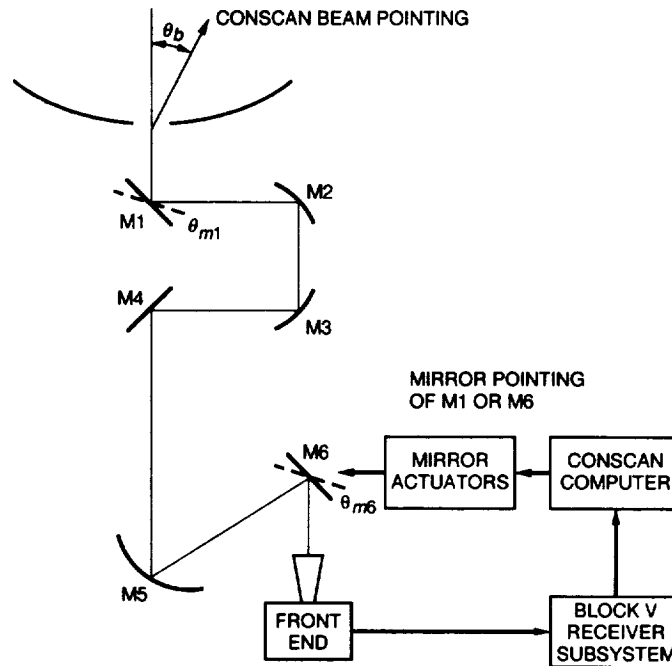 CONSCAN BEAM POINTING
θb
M1
θm1
M2
M4
M3
MIRROR POINTING
OF M1 OR M6
M6
θm6
MIRROR
ACTUATORS
CONSCAN
COMPUTER
M5
FRONT
END
BLOCK V
RECEIVER
SUBSYSTEM